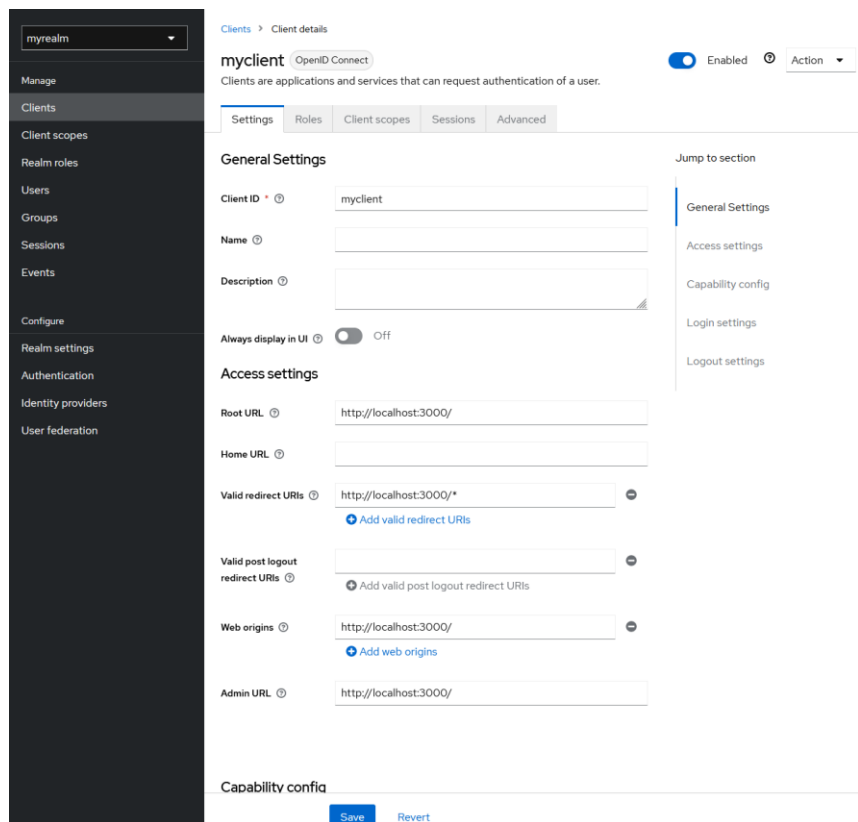 myrealm
Manage
Clients
Client scopes
Realm roles
Users
Groups
Sessions
Events
Configure
Realm settings
Authentication
Identity providers
User federation
Clients > Client details
myclient OpenID Connect
Enabled
Action
Clients are applications and services that can request authentication of a user.
Settings Roles Client scopes Sessions Advanced
General Settings
Client ID * myclient
Name
Description
Always display in UI Off
Access settings
Root URL http://localhost:3000/
Home URL
Valid redirect URIs http://localhost:3000/*
Add valid redirect URIs
Valid post logout
redirect URIs
Add valid post logout redirect URIs
Web origins http://localhost:3000/
Add web origins
Admin URL http://localhost:3000/
Capability config
Save Revert
Jump to section
General Settings
Access settings
Capability config
Login settings
Logout settings